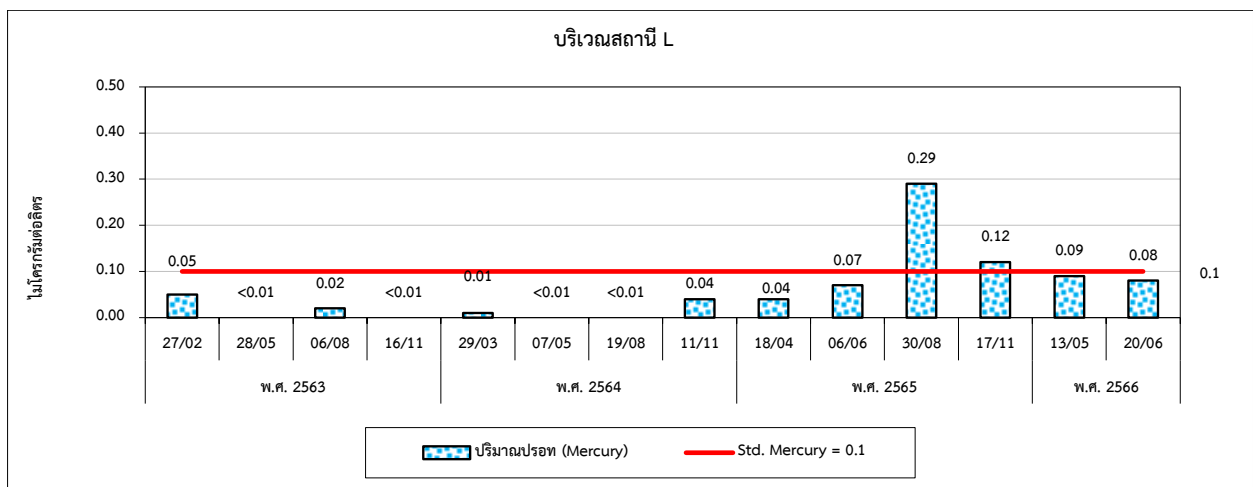 บริเวณสถานี L
ไมโครกรัมต่อลิตร
0.50
0.40
0.30
0.20
0.10
0.00
0.05 <0.01 0.02 <0.01 0.01 <0.01 <0.01 0.04 0.04 0.07 0.29 0.12 0.09 0.08
0.1
27/02 28/05 06/08 16/11 29/03 07/05 19/08 11/11 18/04 06/06 30/08 17/11 13/05 20/06
พ.ศ. 2563 พ.ศ. 2564 พ.ศ. 2565 พ.ศ. 2566
ปริมาณปรอท (Mercury) Std. Mercury = 0.1